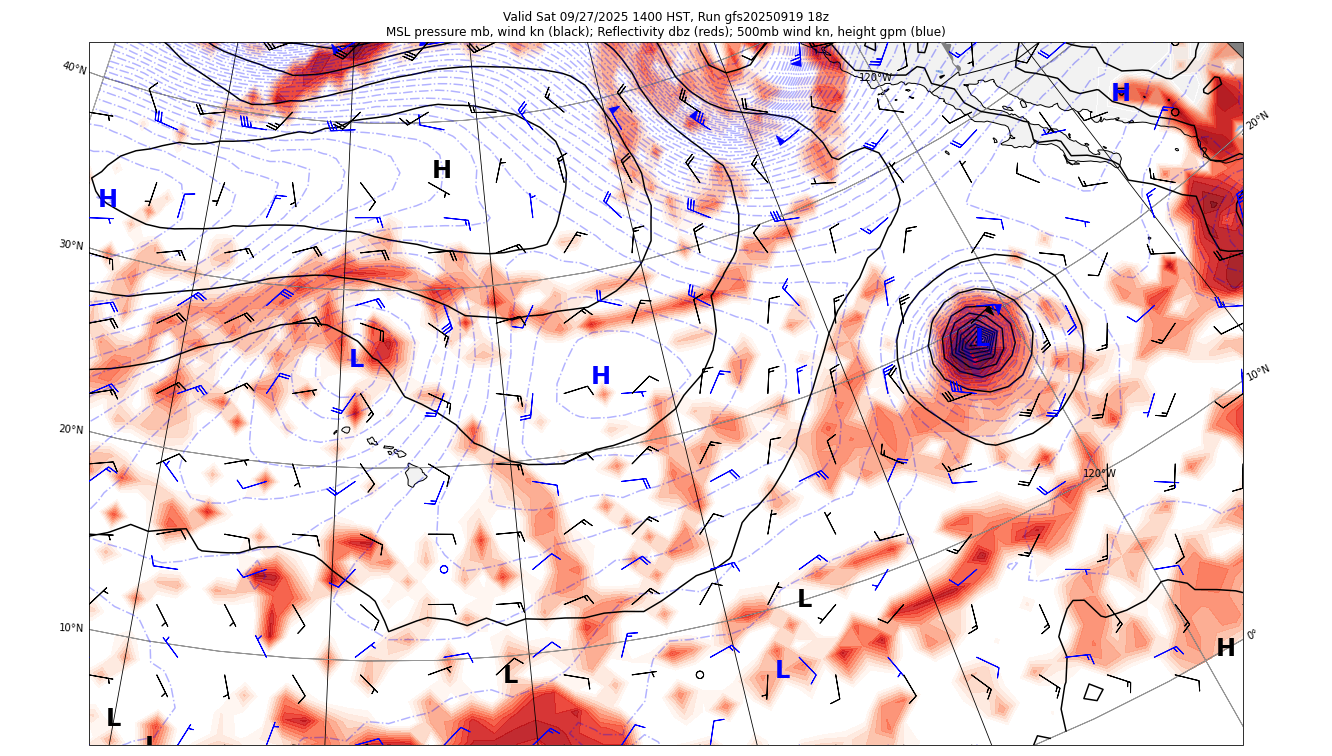 Valid Sat 09/27/2025 1400 HST, Run gfs20250919 18z
MSL pressure mb, wind kn (black); Reflectivity dbz (reds); 500mb wind kn, height gpm (blue)
40°N
120°W
H
20°N
H
H
30°N
L
L
H
10°N
20°N
120°W
L
10°N
0°
H
L
L
L
L